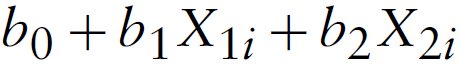 b₀ + b₁X₁ᵢ + b₂X₂ᵢ